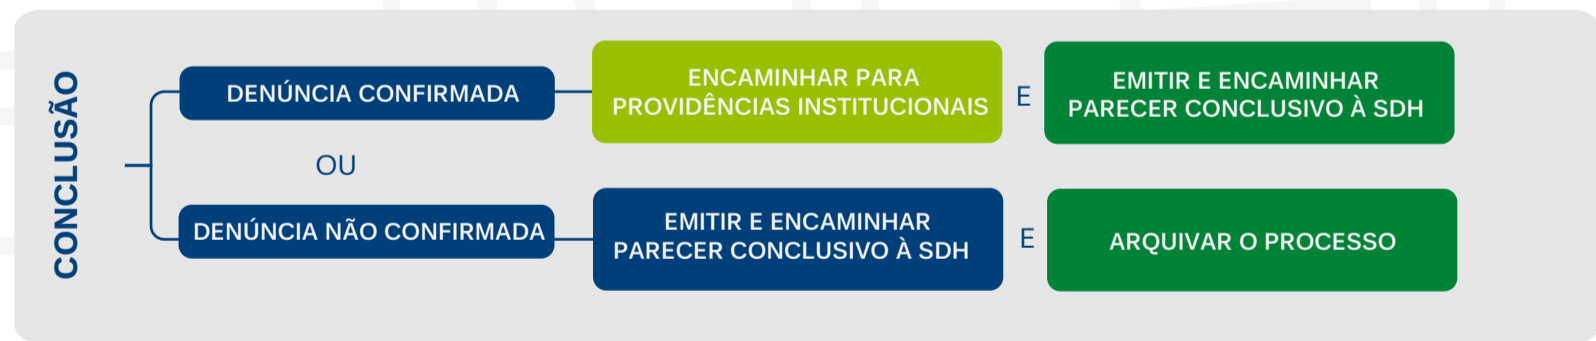 CONCLUSÃO
DENÚNCIA CONFIRMADA
ENCAMINHAR PARA
PROVIDÊNCIAS INSTITUCIONAIS
E
EMITIR E ENCAMINHAR
PARECER CONCLUSIVO À SDH
OU
DENÚNCIA NÃO CONFIRMADA
EMITIR E ENCAMINHAR
PARECER CONCLUSIVO À SDH
E
ARQUIVAR O PROCESSO